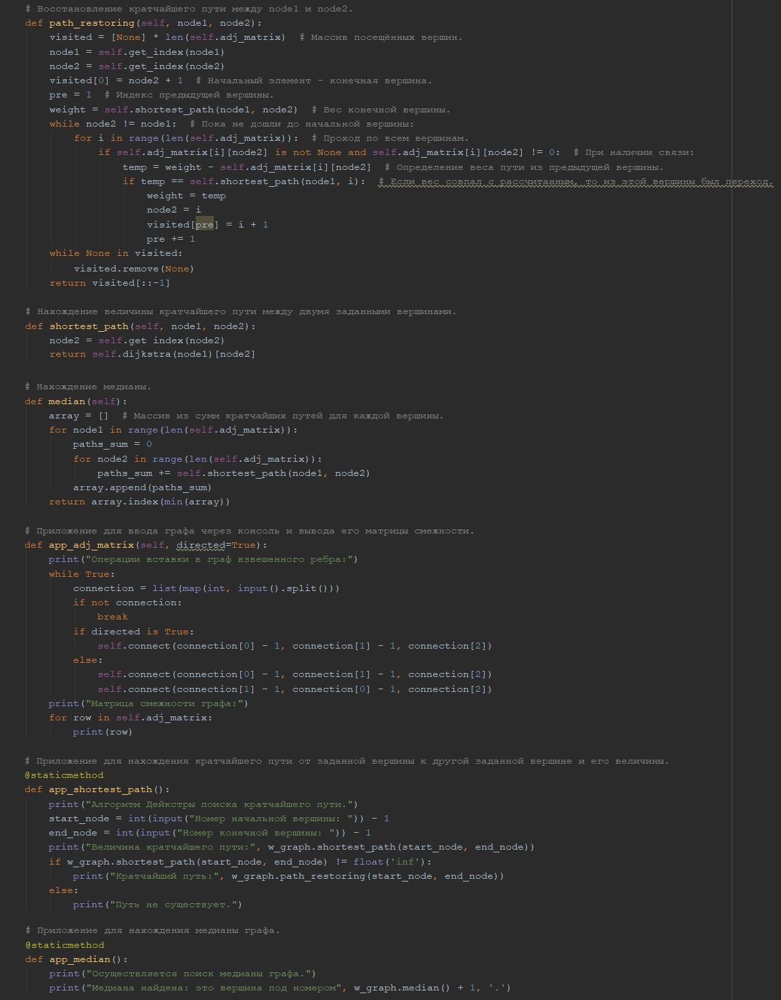 # Восстановление кратчайшего пути между node1 и node2.
def path_restoring(self, node1, node2):
    visited = [None] * len(self.adj_matrix)  # Массив посещённых вершин.
    node1 = self.get_index(node1)
    node2 = self.get_index(node2)
    visited[0] = node2 + 1  # Начальный элемент - конечная вершина.
    pre = 1  # Индекс предыдущей вершины.
    weight = self.shortest_path(node1, node2)  # Вес конечной вершины.
    while node2 != node1:  # Пока не дошли до начальной вершины:
        for i in range(len(self.adj_matrix)):  # Проход по всем вершинам.
            if self.adj_matrix[i][node2] is not None and self.adj_matrix[i][node2] != 0:  # При наличии связи:
                temp = weight - self.adj_matrix[i][node2]  # Определение веса пути из предыдущей вершины.
                if temp == self.shortest_path(node1, i):  # Если вес совпал с рассчитанным, то из этой вершины был переход.
                    weight = temp
                    node2 = i
                    visited[pre] = i + 1
                    pre += 1
    while None in visited:
        visited.remove(None)
    return visited[::-1]

# Нахождение величины кратчайшего пути между двумя заданными вершинами.
def shortest_path(self, node1, node2):
    node2 = self.get_index(node2)
    return self.dijkstra(node1)[node2]

# Нахождение медианы.
def median(self):
    array = []  # Массив из сумм кратчайших путей для каждой вершины.
    for node1 in range(len(self.adj_matrix)):
        paths_sum = 0
        for node2 in range(len(self.adj_matrix)):
            paths_sum += self.shortest_path(node1, node2)
        array.append(paths_sum)
    return array.index(min(array))

# Приложение для ввода графа через консоль и вывода его матрицы смежности.
def app_adj_matrix(self, directed=True):
    print("Операции вставки в граф взвешенного ребра:")
    while True:
        connection = list(map(int, input().split()))
        if not connection:
            break
        if directed is True:
            self.connect(connection[0] - 1, connection[1] - 1, connection[2])
        else:
            self.connect(connection[0] - 1, connection[1] - 1, connection[2])
            self.connect(connection[1] - 1, connection[0] - 1, connection[2])
    print("Матрица смежности графа:")
    for row in self.adj_matrix:
        print(row)

# Приложение для нахождения кратчайшего пути от заданной вершины к другой заданной вершине и его величины.
@staticmethod
def app_shortest_path():
    print("Алгоритм Дейкстры поиска кратчайшего пути.")
    start_node = int(input("Номер начальной вершины: ")) - 1
    end_node = int(input("Номер конечной вершины: ")) - 1
    print("Величина кратчайшего пути:", w_graph.shortest_path(start_node, end_node))
    if w_graph.shortest_path(start_node, end_node) != float('inf'):
        print("Кратчайший путь:", w_graph.path_restoring(start_node, end_node))
    else:
        print("Путь не существует.")

# Приложение для нахождения медианы графа.
@staticmethod
def app_median():
    print("Осуществляется поиск медианы графа.")
    print("Медиана найдена: это вершина под номером", w_graph.median() + 1, '.')